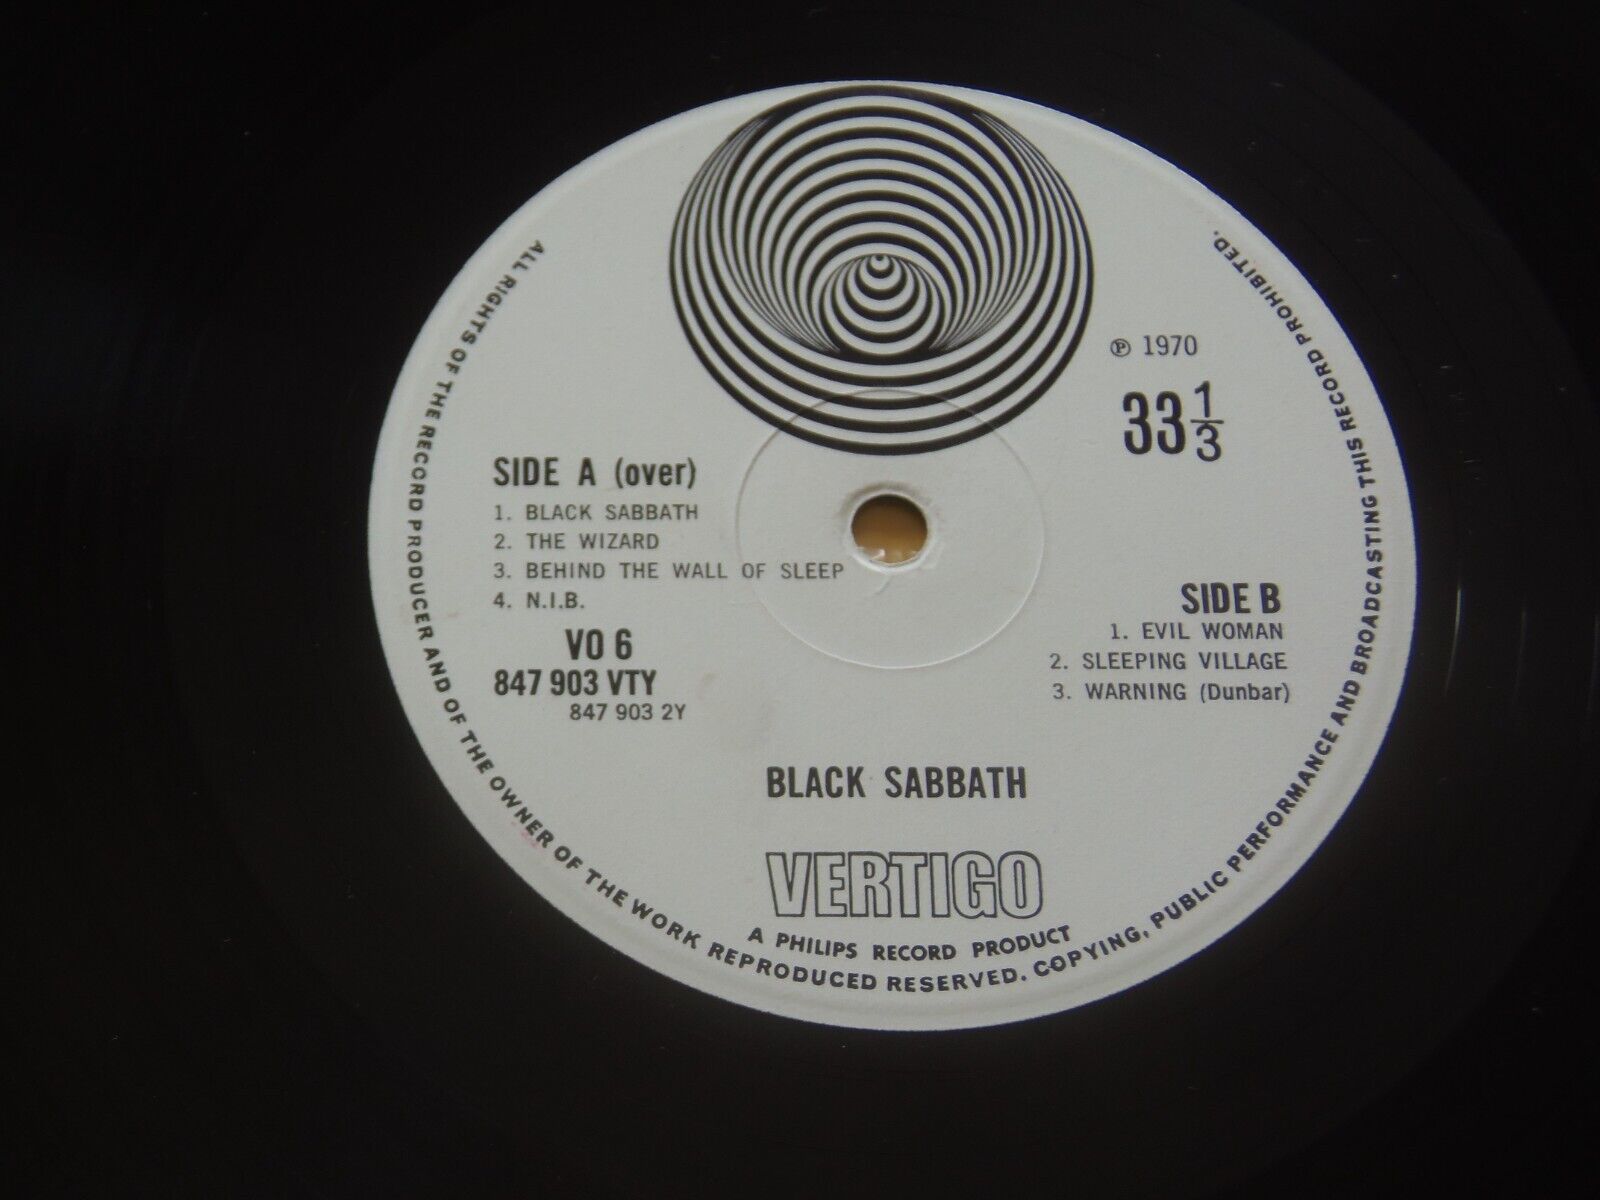 ℗ 1970
33 1/3
SIDE A (over)
1. BLACK SABBATH
2. THE WIZARD
3. BEHIND THE WALL OF SLEEP
4. N.I.B.
VO 6
847 903 VTY
847 903 2Y
SIDE B
1. EVIL WOMAN
2. SLEEPING VILLAGE
3. WARNING (Dunbar)
BLACK SABBATH
VERTIGO
A PHILIPS RECORD PRODUCT
ALL RIGHTS OF THE RECORD PRODUCER AND OF THE OWNER OF THE WORK REPRODUCED RESERVED. COPYING, PUBLIC PERFORMANCE AND BROADCASTING THIS RECORD PROHIBITED.